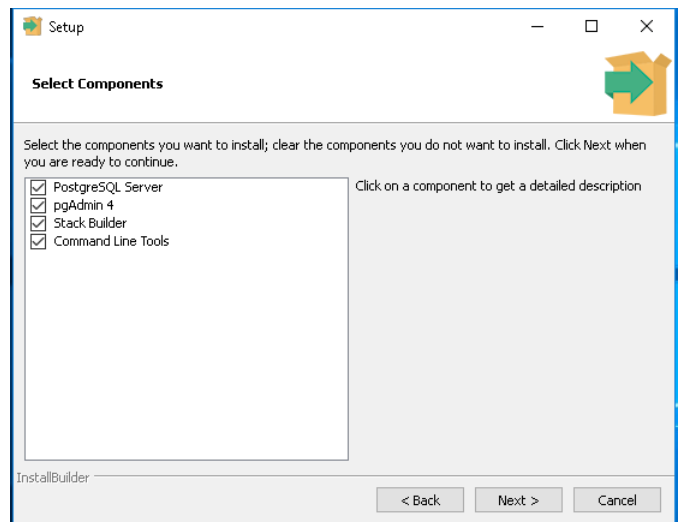 Setup
Select Components
Select the components you want to install; clear the components you do not want to install. Click Next when
you are ready to continue.
PostgreSQL Server
pgAdmin 4
Stack Builder
Command Line Tools
Click on a component to get a detailed description
InstallBuilder
< Back
Next >
Cancel